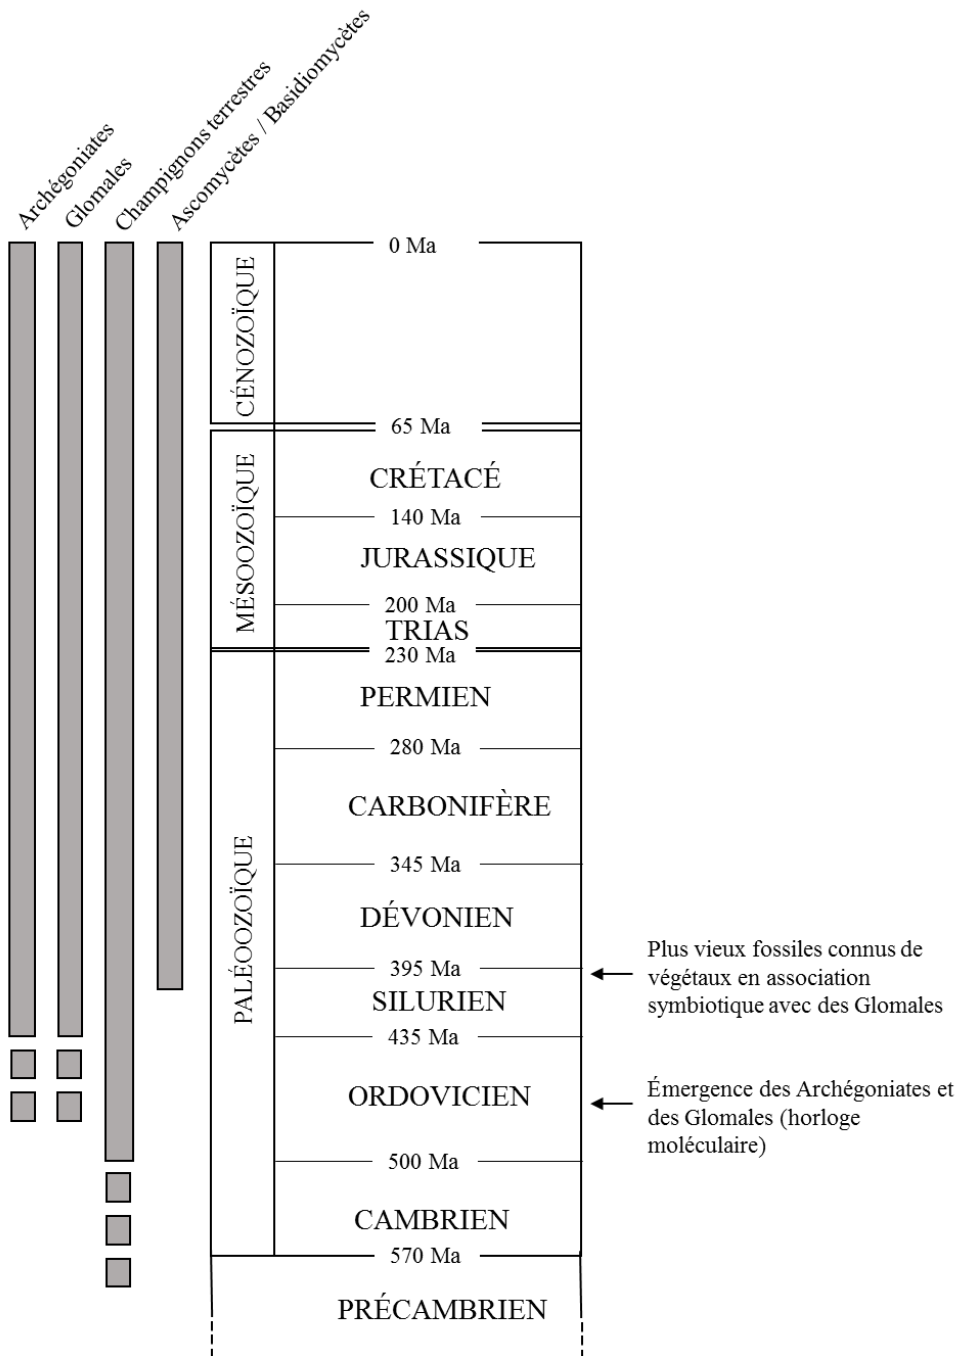 Archégoniates
Glomales
Champignons terrestres
Ascomycètes / Basidiomycètes
0 Ma
CÉNOZOÏQUE
65 Ma
MÉSOOZOÏQUE
CRÉTACÉ
140 Ma
JURASSIQUE
200 Ma
TRIAS
230 Ma
PALÉOOZOÏQUE
PERMIEN
280 Ma
CARBONIFÈRE
345 Ma
DÉVONIEN
395 Ma
Plus vieux fossiles connus de
végétaux en association
symbiotique avec des Glomales
SILURIEN
435 Ma
ORDOVICIEN
Émergence des Archégoniates et
des Glomales (horloge
moléculaire)
500 Ma
CAMBRIEN
570 Ma
PRÉCAMBRIEN